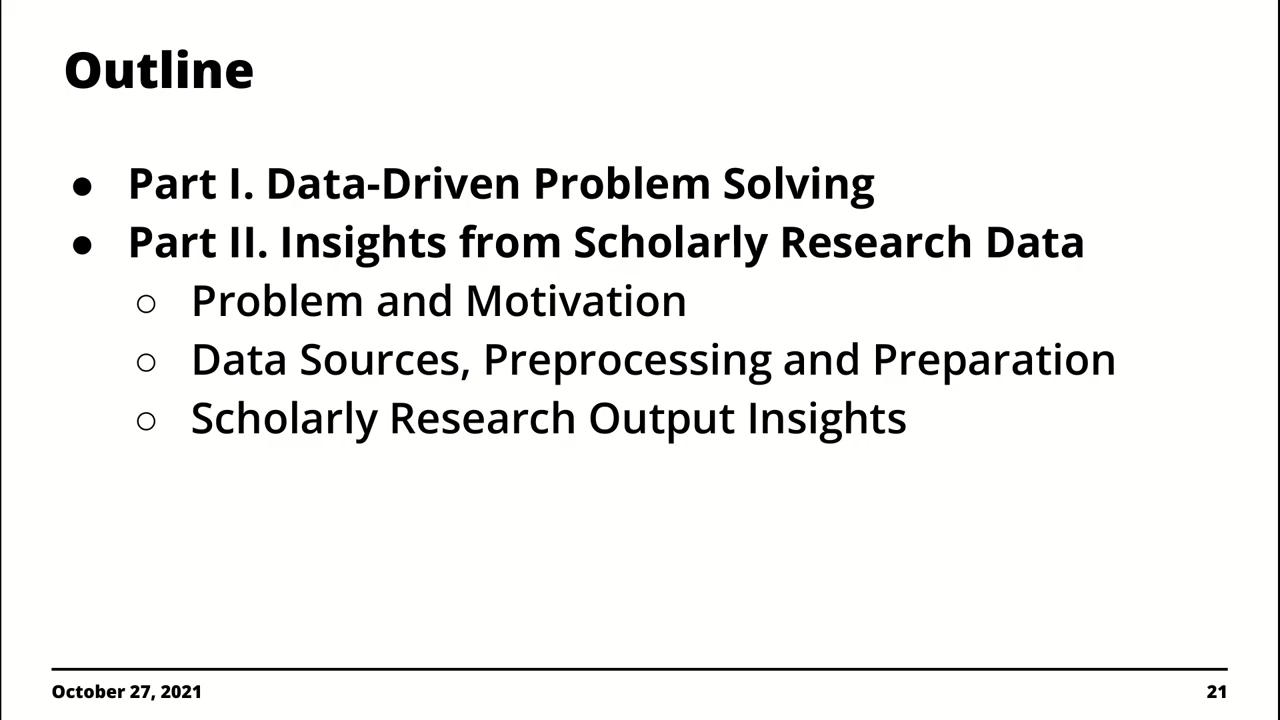 Outline
● Part I. Data-Driven Problem Solving
● Part II. Insights from Scholarly Research Data
○ Problem and Motivation
○ Data Sources, Preprocessing and Preparation
○ Scholarly Research Output Insights
October 27, 2021
21